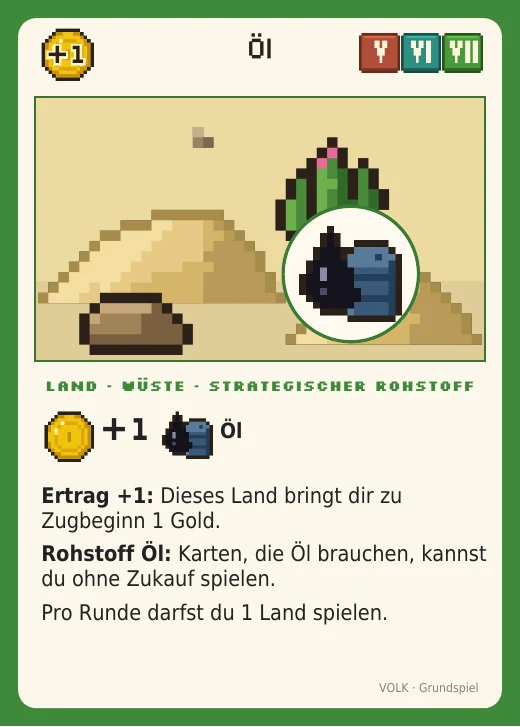 +1 Öl V VI VII
LAND · WÜSTE · STRATEGISCHER ROHSTOFF
+1 Öl
Ertrag +1: Dieses Land bringt dir zu
Zugbeginn 1 Gold.
Rohstoff Öl: Karten, die Öl brauchen, kannst
du ohne Zukauf spielen.
Pro Runde darfst du 1 Land spielen.
VOLK · Grundspiel